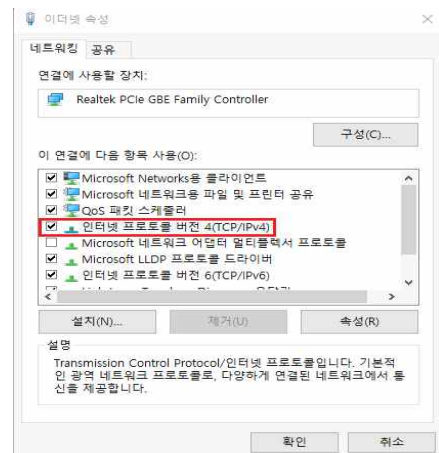 이더넷 속성
네트워킹 공유
연결에 사용할 장치:
Realtek PCIe GBE Family Controller
구성(C)...
이 연결에 다음 항목 사용(O):
Microsoft Networks용 클라이언트
Microsoft 네트워크용 파일 및 프린터 공유
QoS 패킷 스케줄러
인터넷 프로토콜 버전 4(TCP/IPv4)
Microsoft 네트워크 어댑터 멀티플렉서 프로토콜
Microsoft LLDP 프로토콜 드라이버
인터넷 프로토콜 버전 6(TCP/IPv6)
설치(N)... 제거(U) 속성(R)
설명
Transmission Control Protocol/인터넷 프로토콜입니다. 기본적
인 광역 네트워크 프로토콜로, 다양하게 연결된 네트워크에서 통
신을 제공합니다.
확인 취소